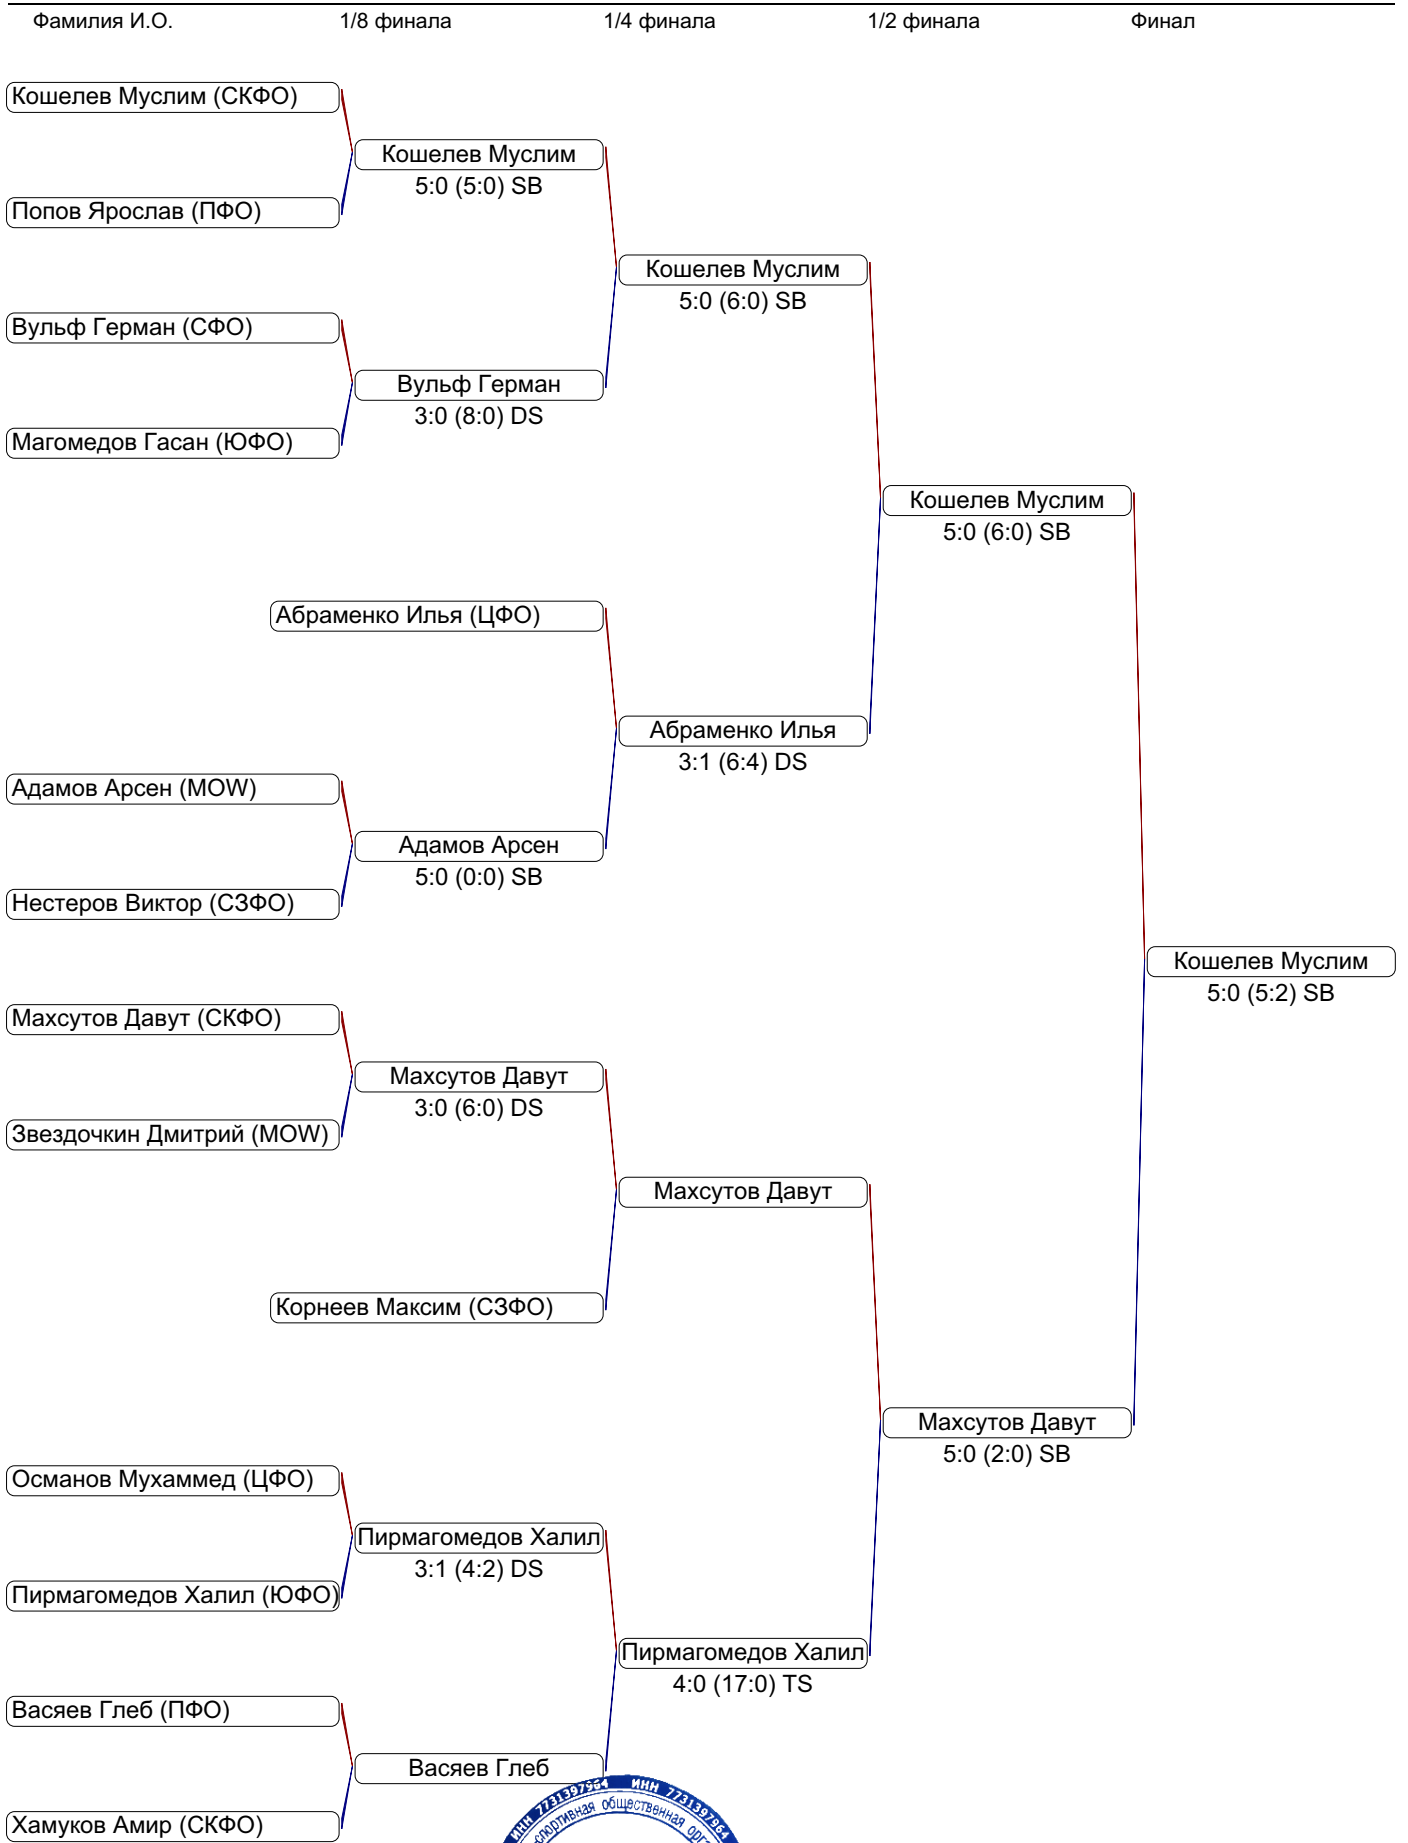 Фамилия И.О. 1/8 финала 1/4 финала 1/2 финала Финал
Кошелев Муслим (СКФО)
Кошелев Муслим
5:0 (5:0) SB
Попов Ярослав (ПФО)
Кошелев Муслим
5:0 (6:0) SB
Вульф Герман (СФО)
Вульф Герман
3:0 (8:0) DS
Магомедов Гасан (ЮФО)
Кошелев Муслим
5:0 (6:0) SB
Абраменко Илья (ЦФО)
Абраменко Илья
3:1 (6:4) DS
Адамов Арсен (MOW)
Адамов Арсен
5:0 (0:0) SB
Нестеров Виктор (СЗФО)
Кошелев Муслим
5:0 (5:2) SB
Махсутов Давут (СКФО)
Махсутов Давут
3:0 (6:0) DS
Звездочкин Дмитрий (MOW)
Махсутов Давут
Корнеев Максим (СЗФО)
Махсутов Давут
5:0 (2:0) SB
Османов Мухаммед (ЦФО)
Пирмагомедов Халил
3:1 (4:2) DS
Пирмагомедов Халил (ЮФО)
Пирмагомедов Халил
4:0 (17:0) TS
Васяев Глеб (ПФО)
Васяев Глеб
Хамуков Амир (СКФО)
ИНН 7731397964 ИНН 7731397964
спортивная общественная